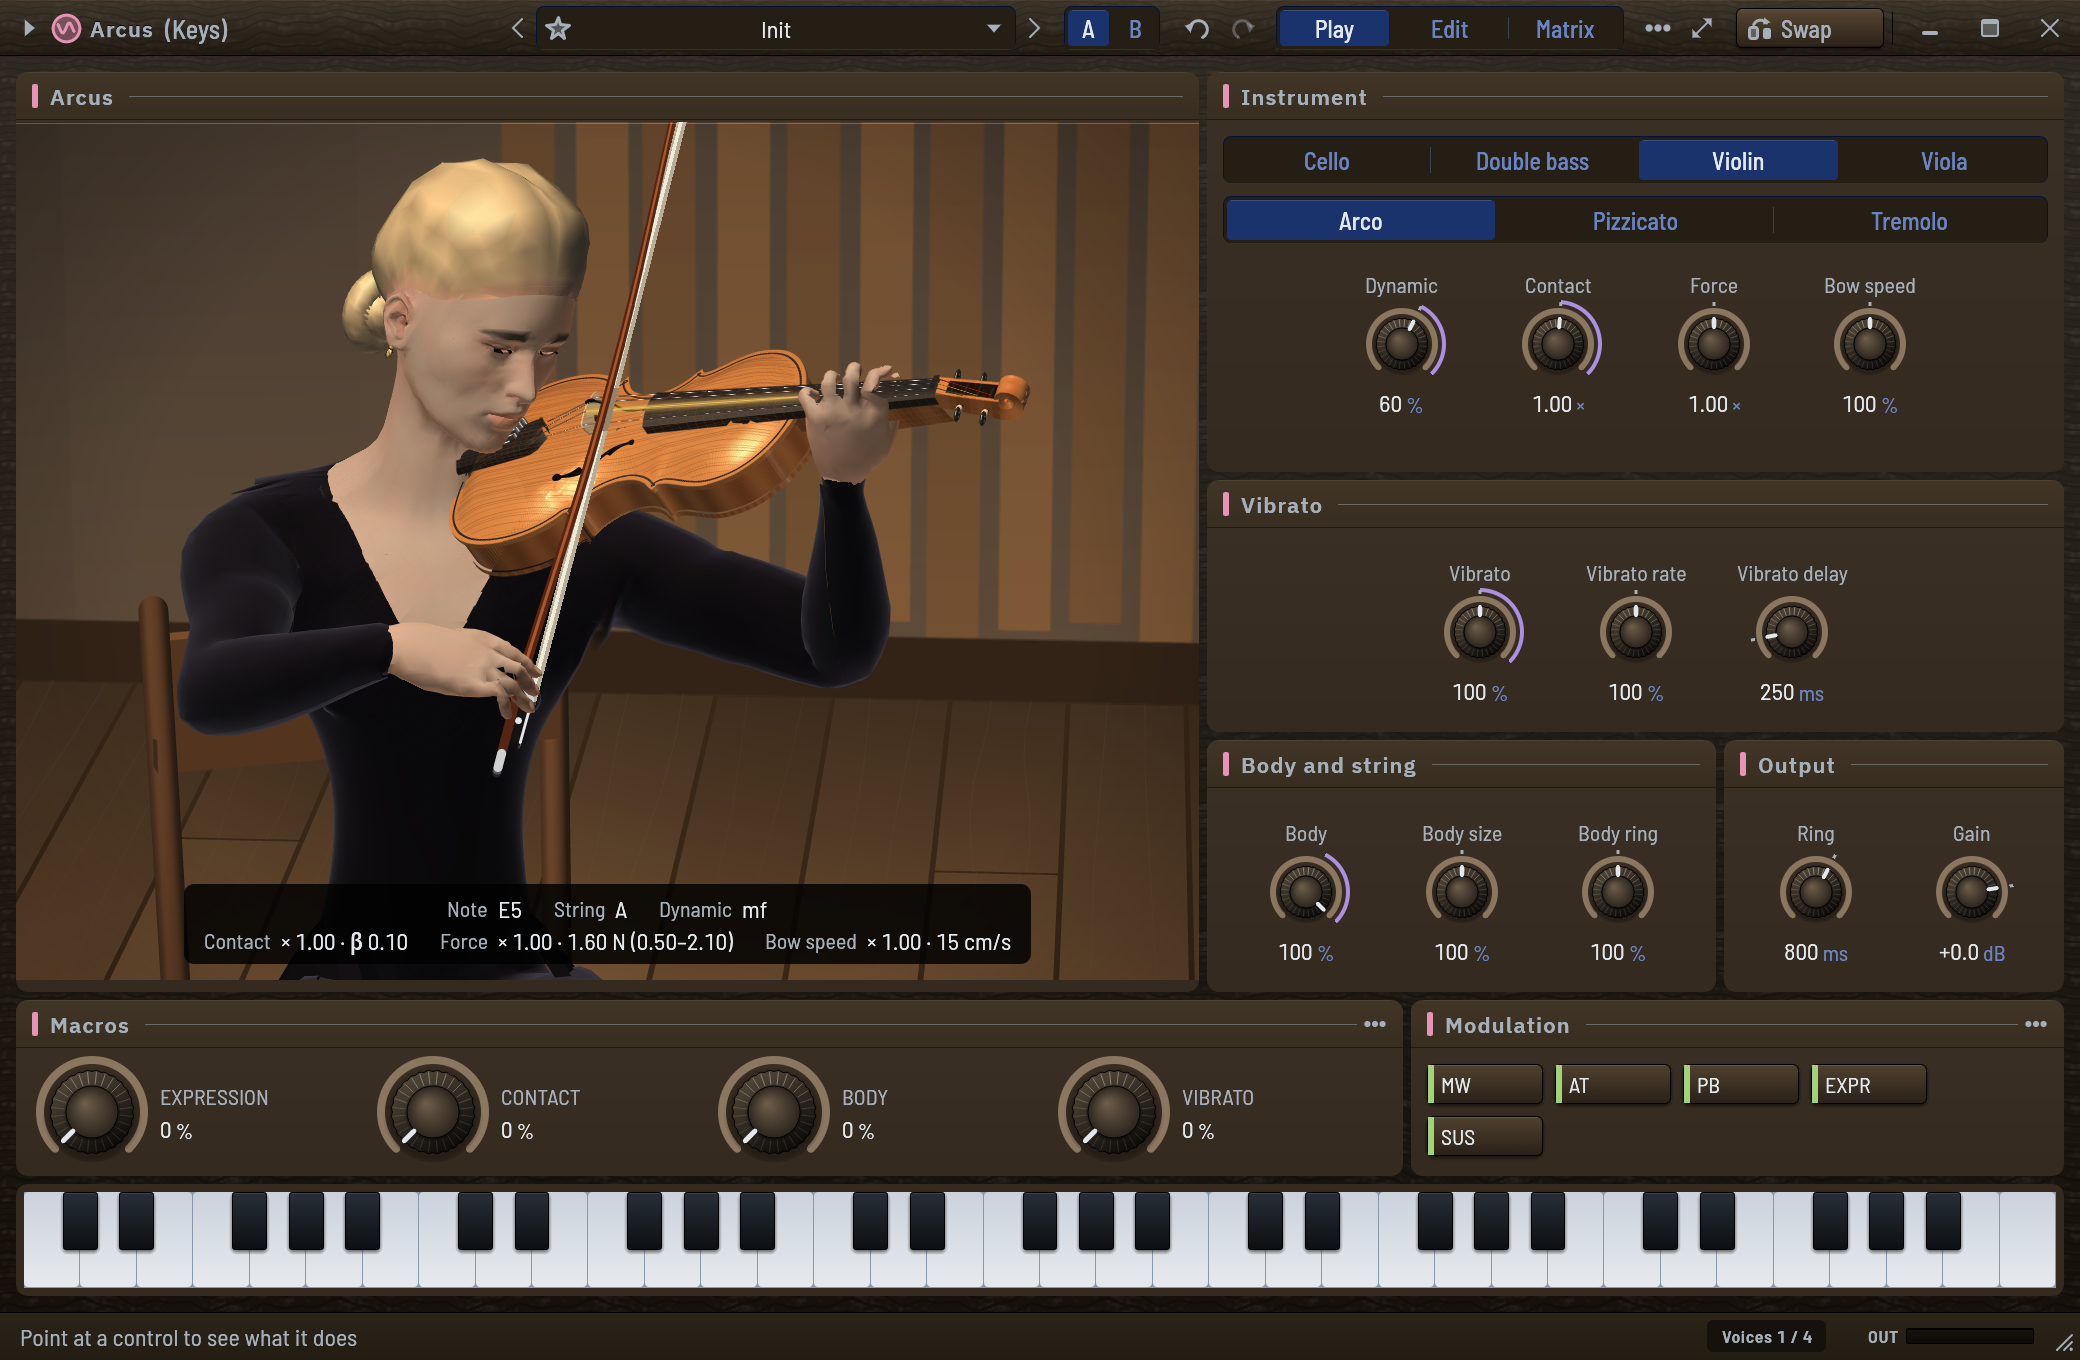 Arcus (Keys)
Init
A B
Play Edit Matrix
Swap
Arcus
Instrument
Cello Double bass Violin Viola
Arco Pizzicato Tremolo
Dynamic Contact Force Bow speed
60 % 1.00 × 1.00 × 100 %
Vibrato
Vibrato Vibrato rate Vibrato delay
100 % 100 % 250 ms
Body and string
Body Body size Body ring
100 % 100 % 100 %
Output
Ring Gain
800 ms +0.0 dB
Note E5 String A Dynamic mf
Contact × 1.00 · β 0.10 Force × 1.00 · 1.60 N (0.50–2.10) Bow speed × 1.00 · 15 cm/s
Macros
EXPRESSION
0 %
CONTACT
0 %
BODY
0 %
VIBRATO
0 %
Modulation
MW AT PB EXPR
SUS
Point at a control to see what it does
Voices 1 / 4 OUT